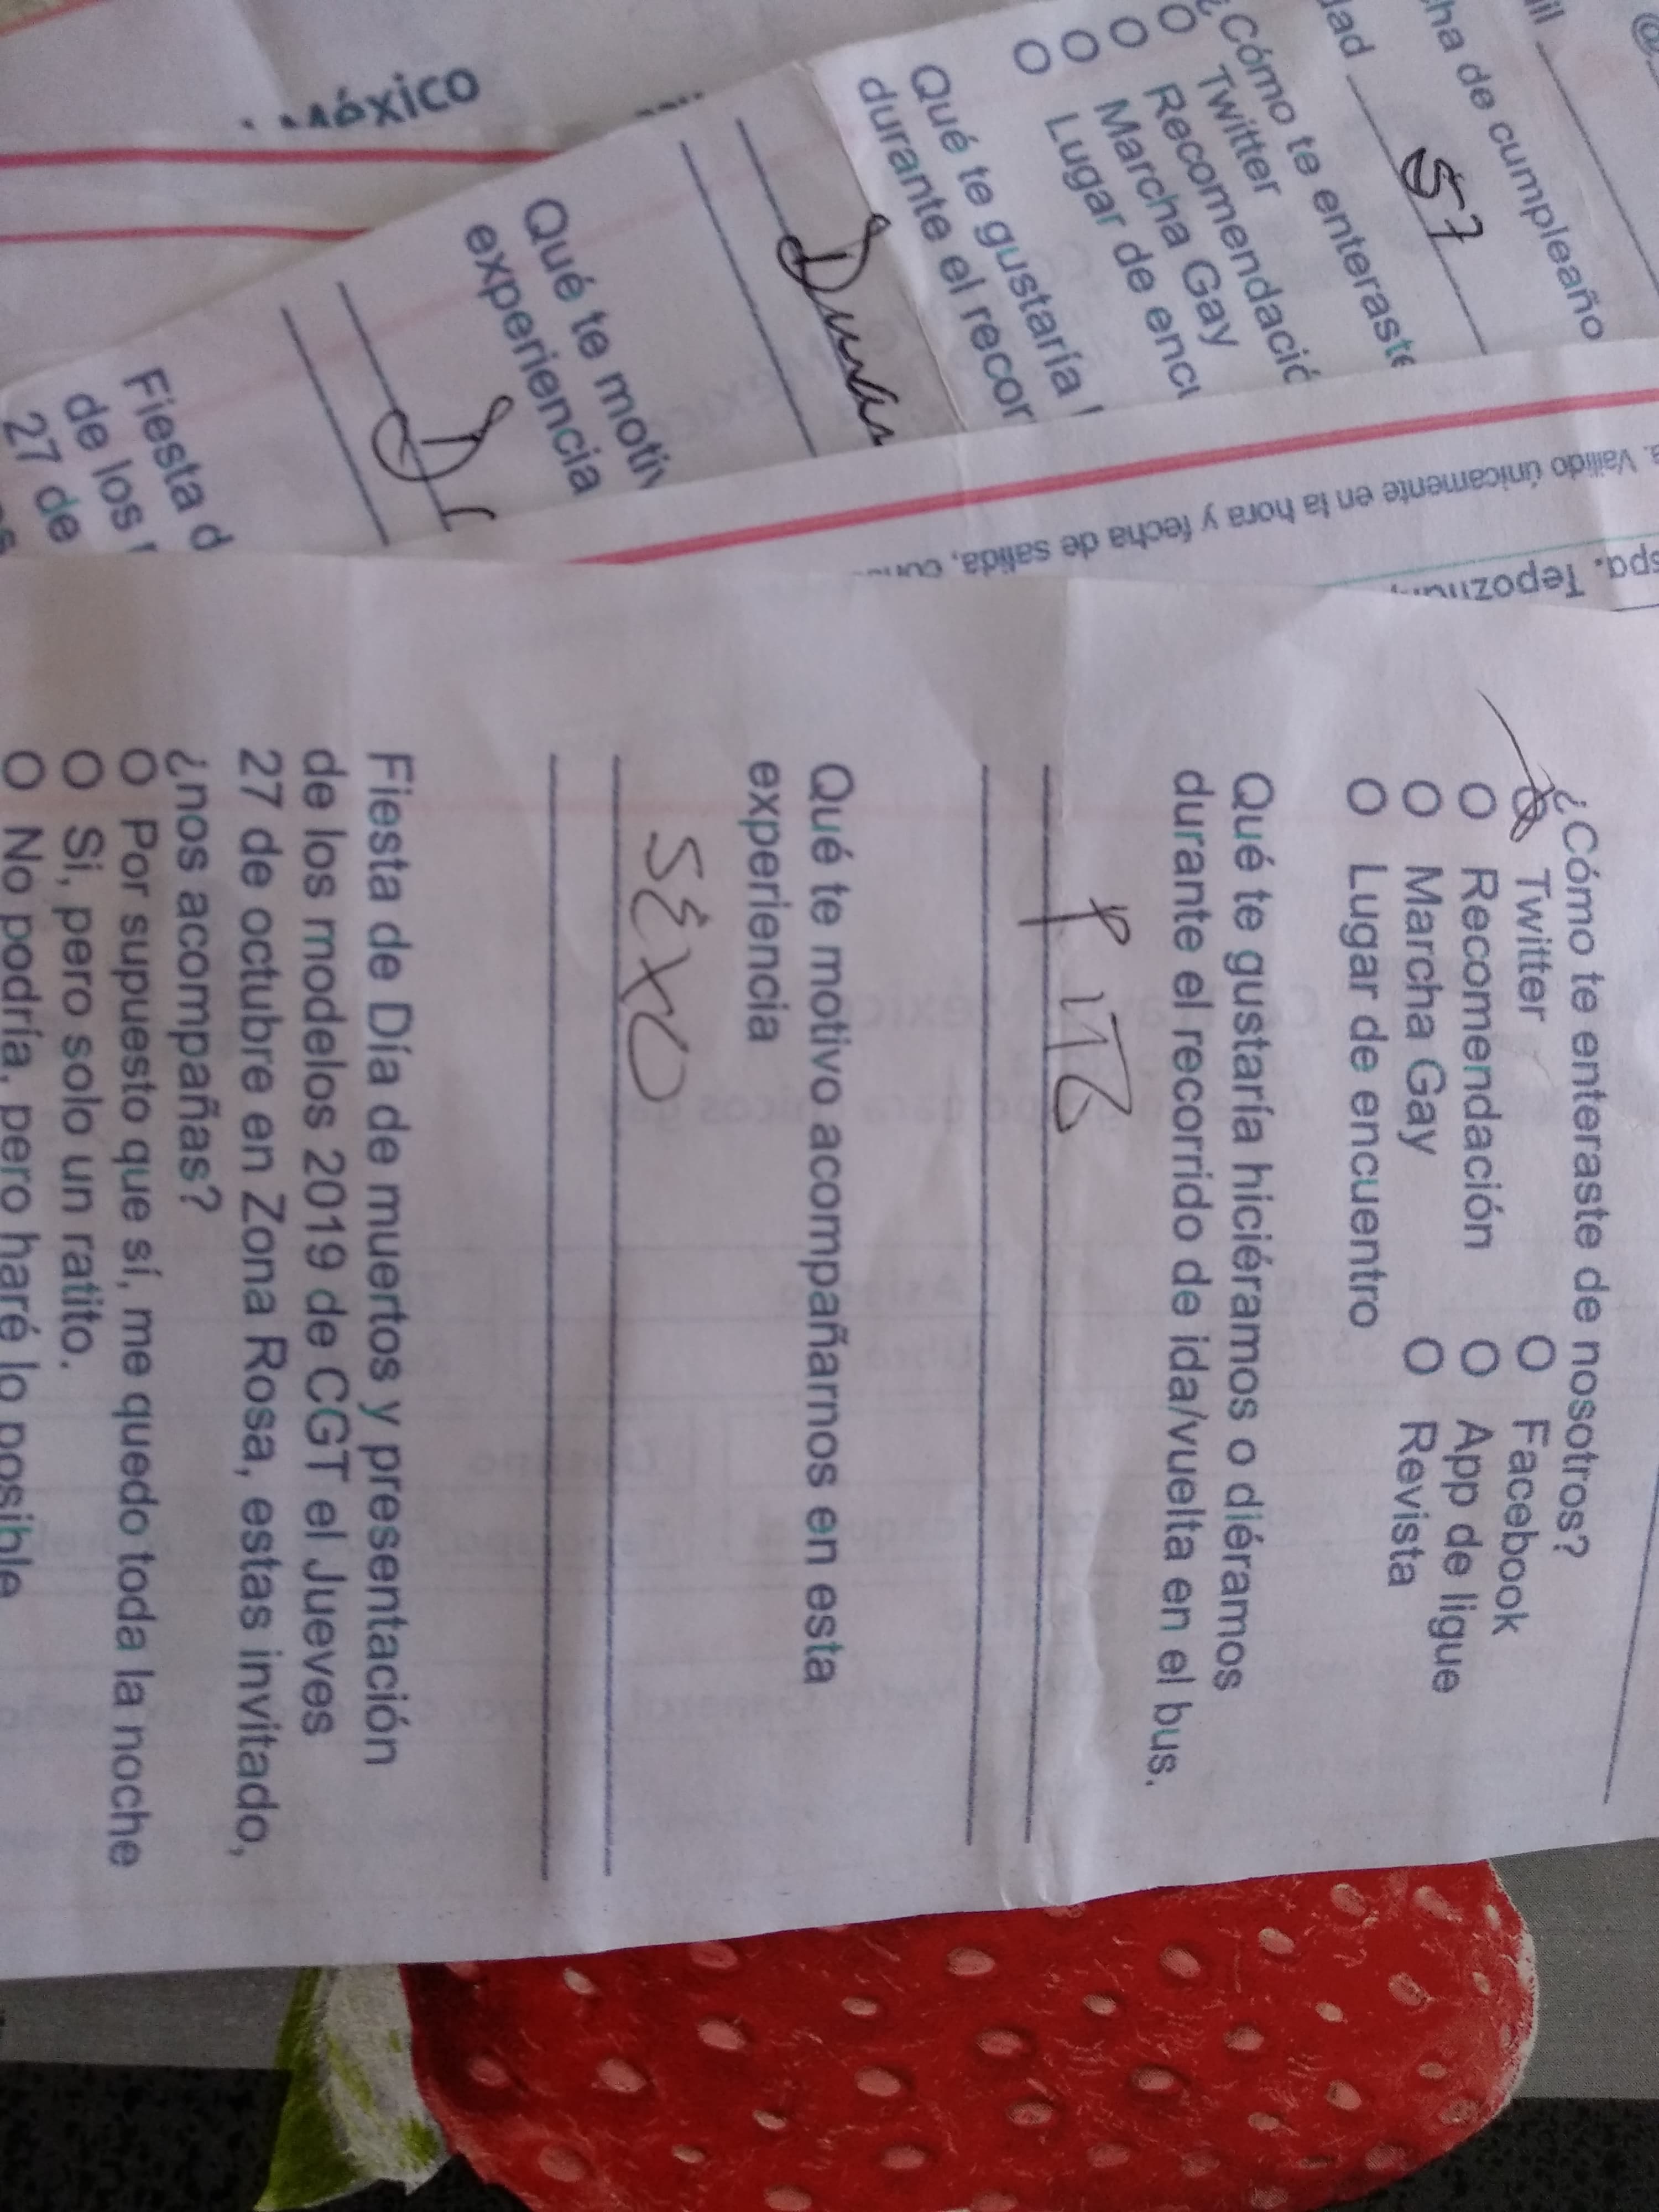 ¿Cómo te enteraste de nosotros?
Twitter O Facebook
O Recomendación O App de ligue
O Marcha Gay O Revista
O Lugar de encuentro
Qué te gustaría hiciéramos o diéramos
durante el recorrido de ida/vuelta en el bus.
PITO
Qué te motivo acompañarnos en esta
experiencia
SEXO
Fiesta de Día de muertos y presentación
de los modelos 2019 de CGT el Jueves
27 de octubre en Zona Rosa, estas invitado,
¿nos acompañas?
O Por supuesto que sí, me quedo toda la noche
O Si, pero solo un ratito.
O No podría, pero haré lo posible
cha de cumpleaño
dad 57
¿Cómo te enteraste
O Twitter
O Recomendació
O Marcha Gay
O Lugar de encu
Qué te gustaría
durante el recor
Qué te motiv
experiencia
Fiesta d
de los
27 de
México
a. Valido únicamente en la hora y fecha de salida,